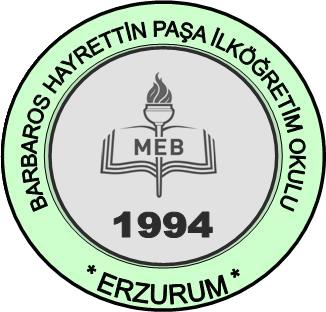 BARBAROS HAYRETTİN PAŞA İLKÖĞRETİM OKULU
MEB
1994
* ERZURUM *